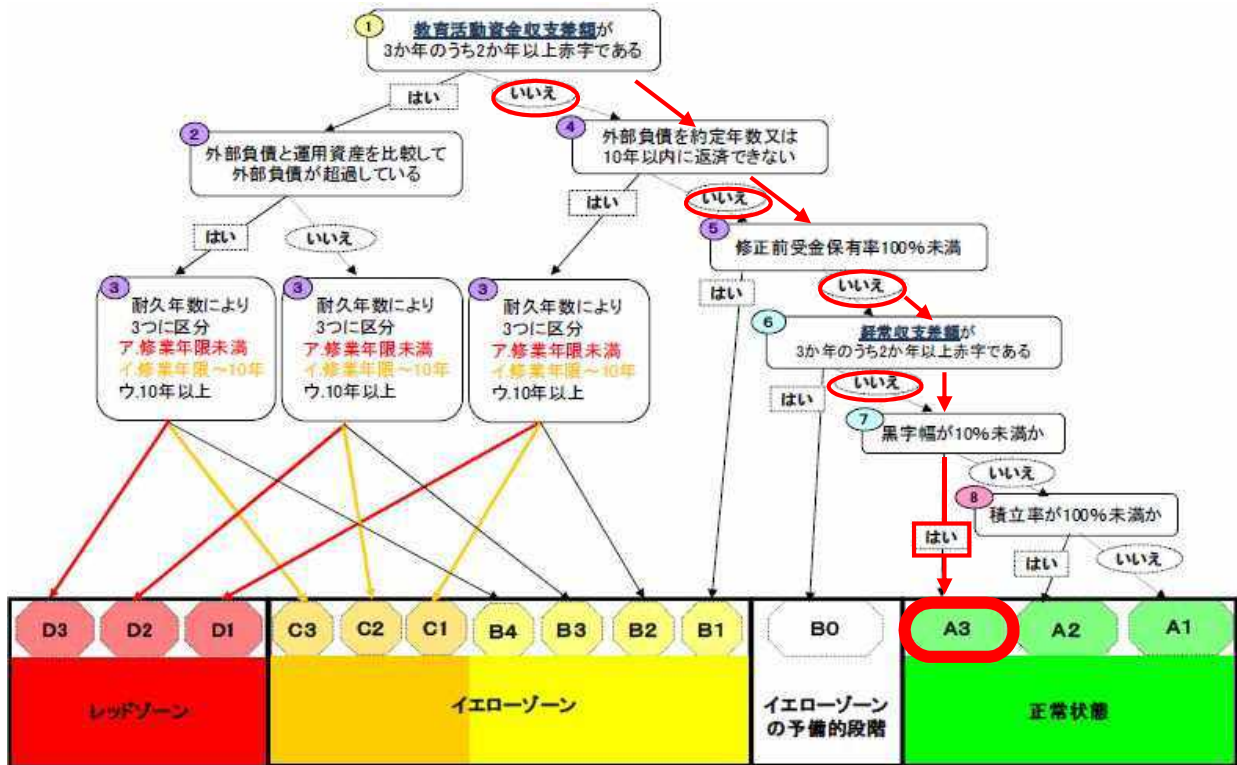 1
教育活動資金収支差額が
3か年のうち2か年以上赤字である
はい
いいえ
2
外部負債と運用資産を比較して
外部負債が超過している
4
外部負債を約定年数又は
10年以内に返済できない
はい
いいえ
はい
いいえ
5
修正前受金保有率100%未満
はい
いいえ
3
耐久年数により
3つに区分
ア.修業年限未満
イ.修業年限～10年
ウ.10年以上
3
耐久年数により
3つに区分
ア.修業年限未満
イ.修業年限～10年
ウ.10年以上
3
耐久年数により
3つに区分
ア.修業年限未満
イ.修業年限～10年
ウ.10年以上
6
経常収支差額が
3か年のうち2か年以上赤字である
はい
いいえ
7
黒字幅が10%未満か
はい
いいえ
8
積立率が100%未満か
はい
いいえ
D3
D2
D1
C3
C2
C1
B4
B3
B2
B1
B0
A3
A2
A1
レッドゾーン
イエローゾーン
イエローゾーン
の予備的段階
正常状態